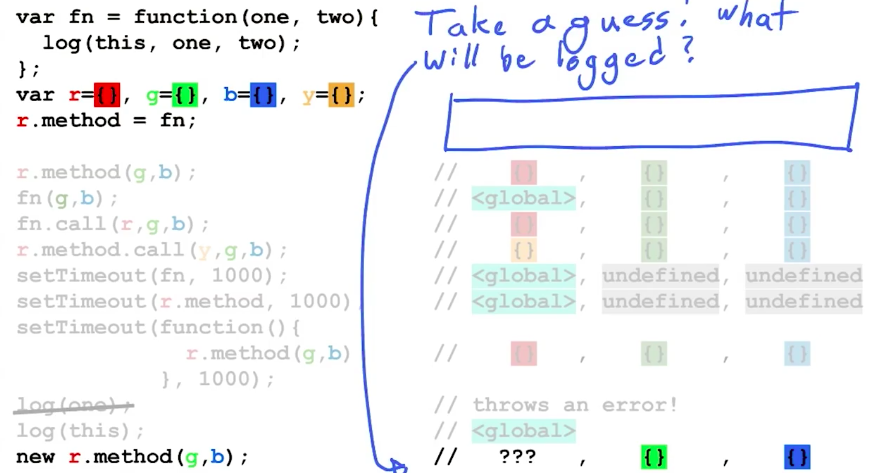 var fn = function(one, two){
log(this, one, two);
};
var r={}, g={}, b={}, y={};
r.method = fn;
Take a guess! what
will be logged?
r.method(g,b); // {} , {} , {}
fn(g,b); // <global>, {} , {}
fn.call(r,g,b); // {} , {} , {}
r.method.call(y,g,b); // {} , {} , {}
setTimeout(fn, 1000); // <global>, undefined, undefined
setTimeout(r.method, 1000) // <global>, undefined, undefined
setTimeout(function(){
r.method(g,b) // {} , {} , {}
}, 1000);
log(one); // throws an error!
log(this); // <global>
new r.method(g,b); // ??? , {} , {}